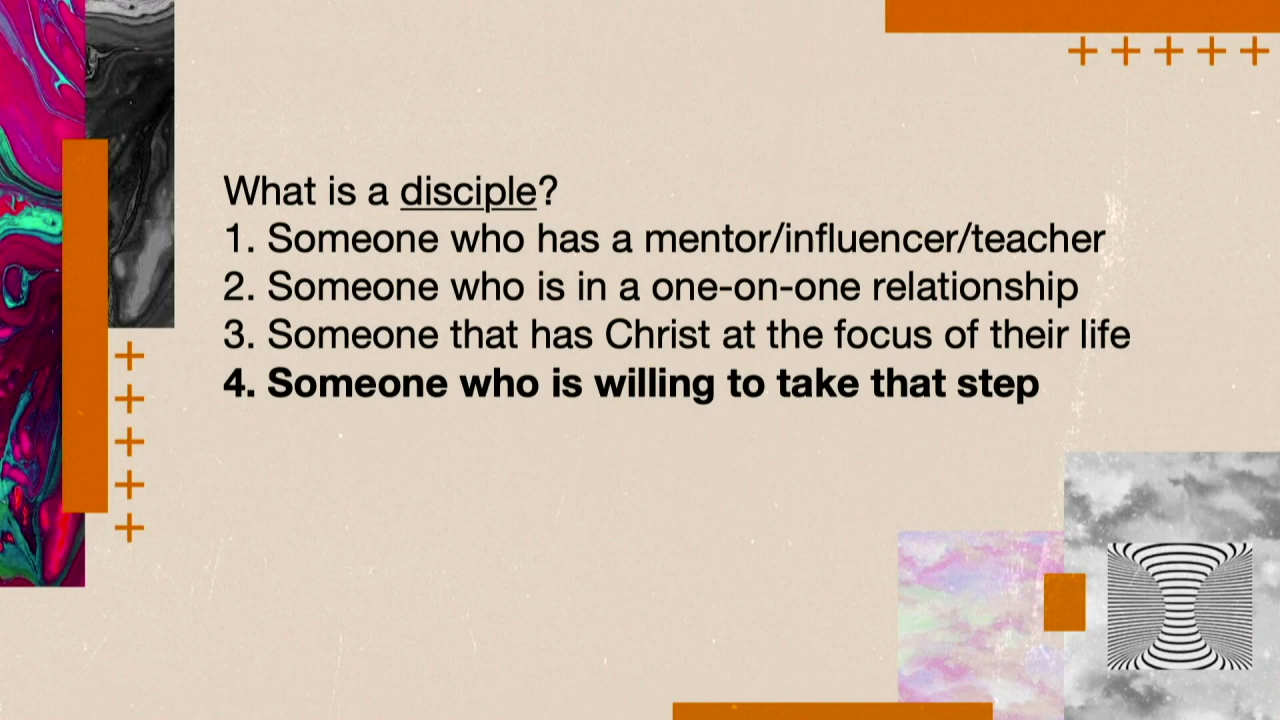 What is a disciple?
1. Someone who has a mentor/influencer/teacher
2. Someone who is in a one-on-one relationship
3. Someone that has Christ at the focus of their life
4. Someone who is willing to take that step